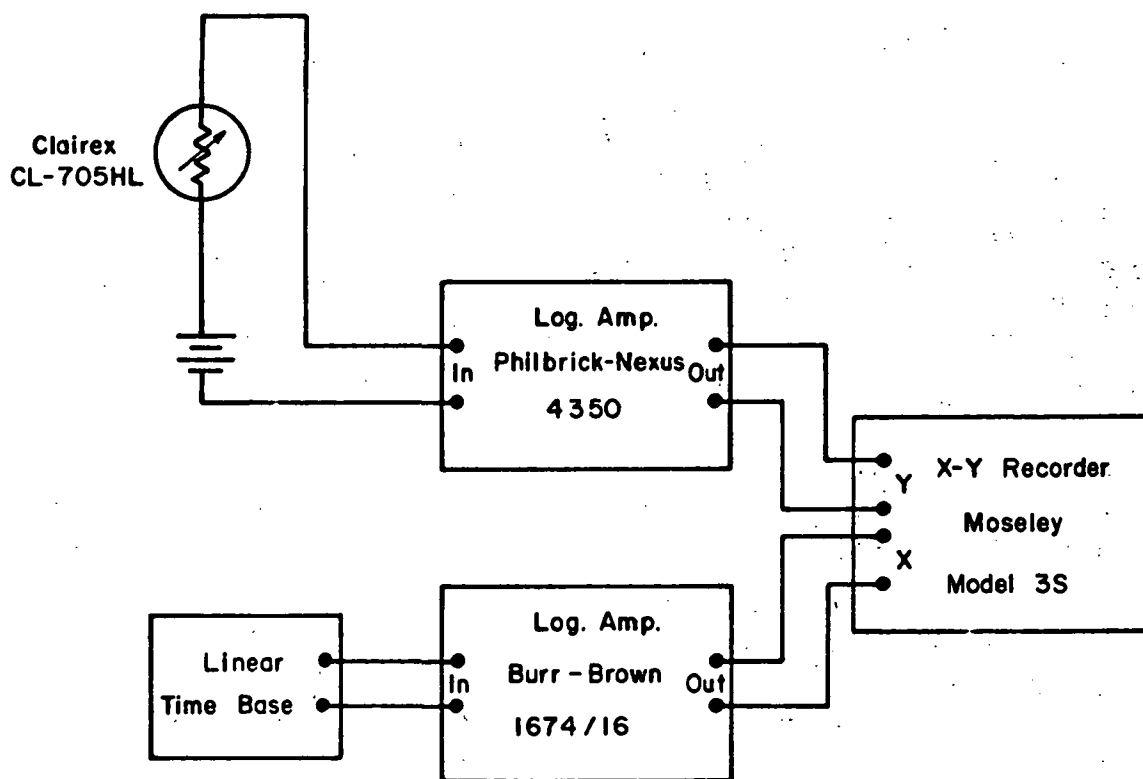 Clairex
CL-705HL
Log. Amp.
Philbrick-Nexus
4350
In
Out
X-Y Recorder
Moseley
Model 3S
Y
X
Linear
Time Base
Log. Amp.
Burr-Brown
1674/16
In
Out